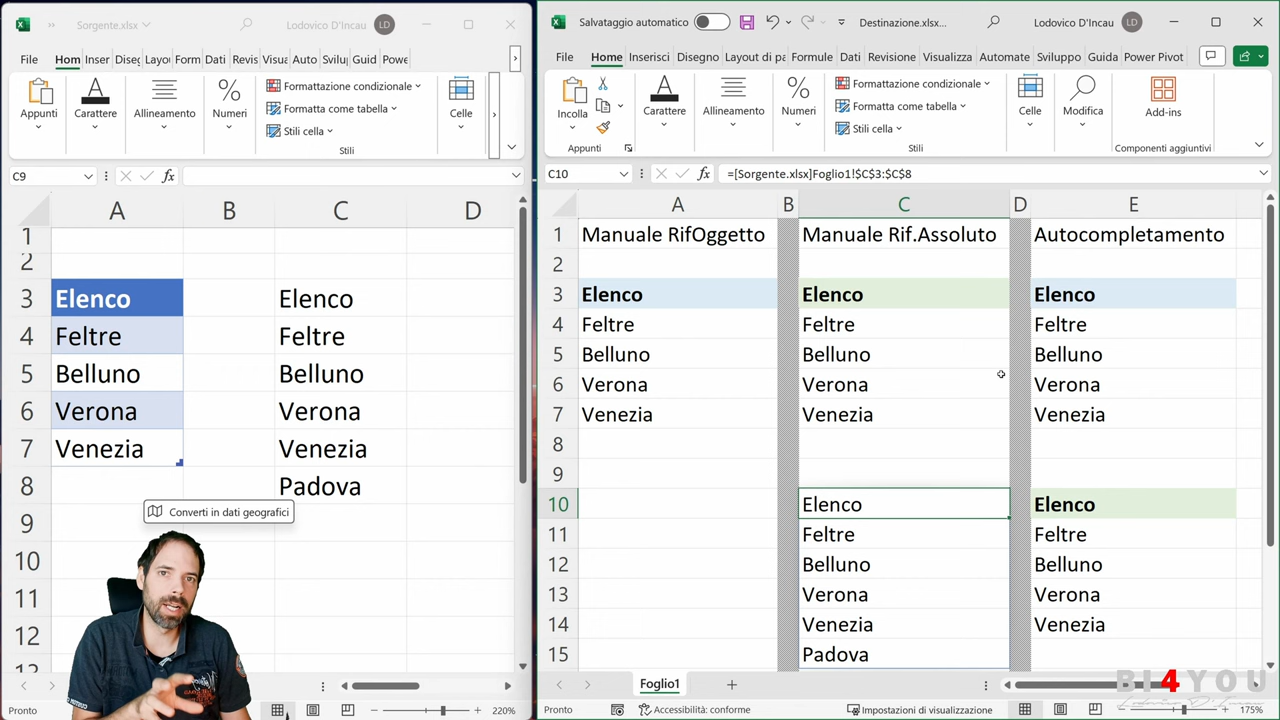 Sorgente.xlsx
Lodovico D'Incau
LD
File Hom Inser Diseg Layou Form Dati Revis Visua Auto Svilup Guid Powe
Appunti
Carattere
Allineamento
Numeri
Formattazione condizionale
Formatta come tabella
Stili cella
Celle
Stili
C9
fx
A B C D
1
2
3 Elenco Elenco
4 Feltre Feltre
5 Belluno Belluno
6 Verona Verona
7 Venezia Venezia
8 Padova
Converti in dati geografici
9
10
11
12
13
Pronto
220%
Salvataggio automatico
Destinazione.xlsx...
Lodovico D'Incau
LD
File Home Inserisci Disegno Layout di pa Formule Dati Revisione Visualizza Automate Sviluppo Guida Power Pivot
Incolla
Carattere
Allineamento
Numeri
Formattazione condizionale
Formatta come tabella
Stili cella
Celle
Modifica
Add-ins
Appunti
Stili
Componenti aggiuntivi
C10
fx
=[Sorgente.xlsx]Foglio1!$C$3:$C$8
A B C D E
1 Manuale RifOggetto Manuale Rif.Assoluto Autocompletamento
2
3 Elenco Elenco Elenco
4 Feltre Feltre Feltre
5 Belluno Belluno Belluno
6 Verona Verona Verona
7 Venezia Venezia Venezia
8
9
10 Elenco Elenco
11 Feltre Feltre
12 Belluno Belluno
13 Verona Verona
14 Venezia Venezia
15 Padova
Foglio1
BI4YOU
Lodovico D'Incau
Pronto
Accessibilità: conforme
Impostazioni di visualizzazione
175%